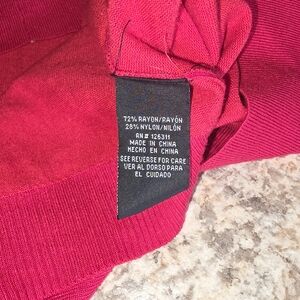 72% RAYON/RAYÓN
28% NYLON/NILÓN
RN# 126311
MADE IN CHINA
HECHO EN CHINA
SEE REVERSE FOR CARE
VER AL DORSO PARA
EL CUIDADO